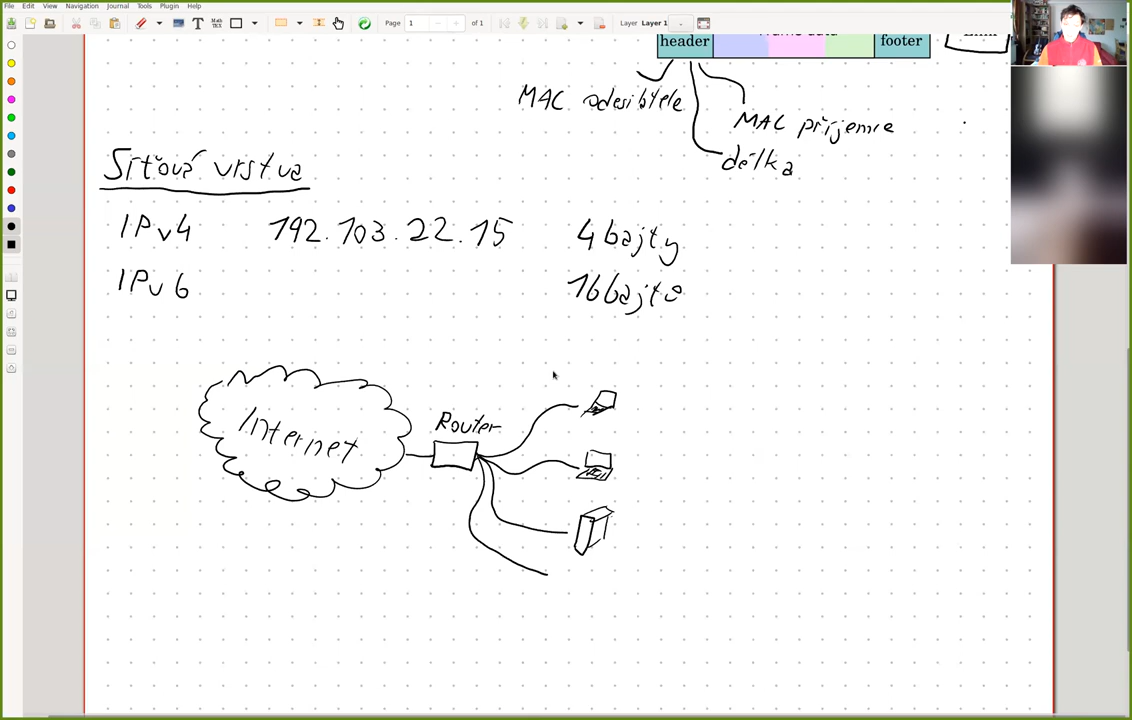 File Edit View Navigation Journal Tools Plugin Help
Page 1 of 1 Layer Layer 1
header footer
MAC odesílatele
MAC příjemce
délka
Síťová vrstva
IPv4 192.103.22.15 4 bajty
IPv6 16 bajtů
Internet
Router